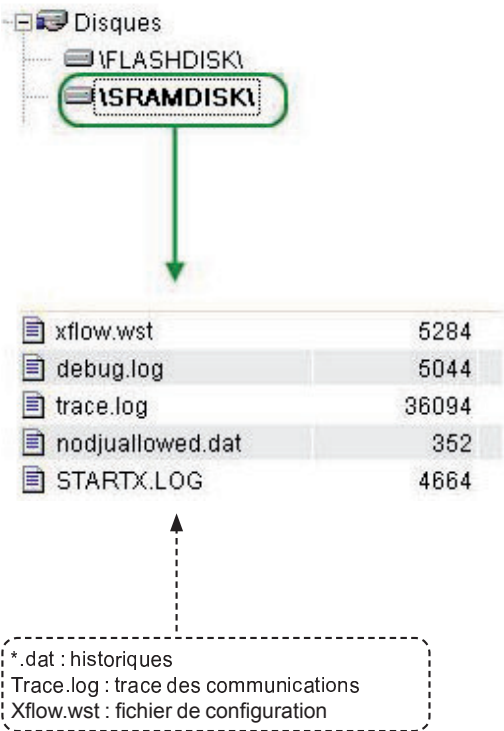 Disques
\FLASHDISK\
\SRAMDISK\
xflow.wst 5284
debug.log 5044
trace.log 36094
nodjuallowed.dat 352
STARTX.LOG 4664
*.dat : historiques
Trace.log : trace des communications
Xflow.wst : fichier de configuration